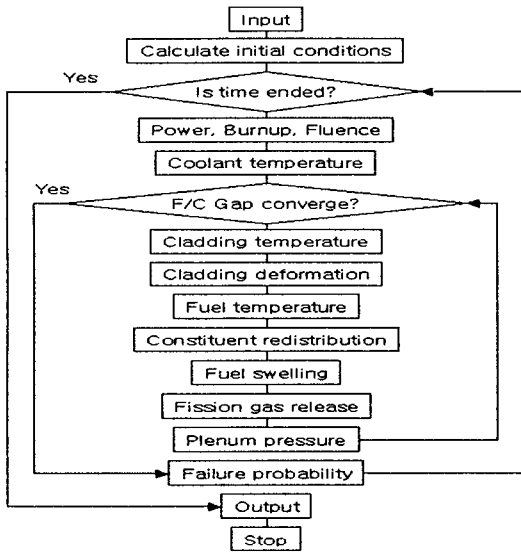 Input
Calculate initial conditions
Yes
Is time ended?
Power, Burnup, Fluence
Coolant temperature
Yes
F/C Gap converge?
Cladding temperature
Cladding deformation
Fuel temperature
Constituent redistribution
Fuel swelling
Fission gas release
Plenum pressure
Failure probability
Output
Stop